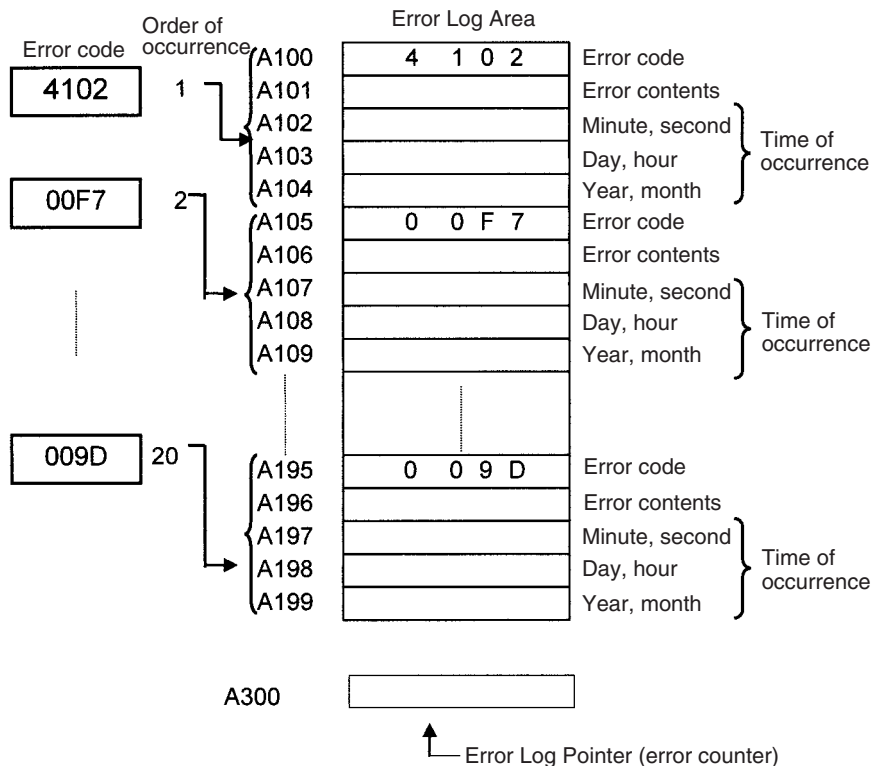 Error Log Area
Order of
occurrence
Error code
4102 1
A100 4 1 0 2 Error code
A101 Error contents
A102 Minute, second
A103 Day, hour
A104 Year, month
Time of
occurrence
00F7 2
A105 0 0 F 7 Error code
A106 Error contents
A107 Minute, second
A108 Day, hour
A109 Year, month
Time of
occurrence
009D 20
A195 0 0 9 D Error code
A196 Error contents
A197 Minute, second
A198 Day, hour
A199 Year, month
Time of
occurrence
A300
Error Log Pointer (error counter)